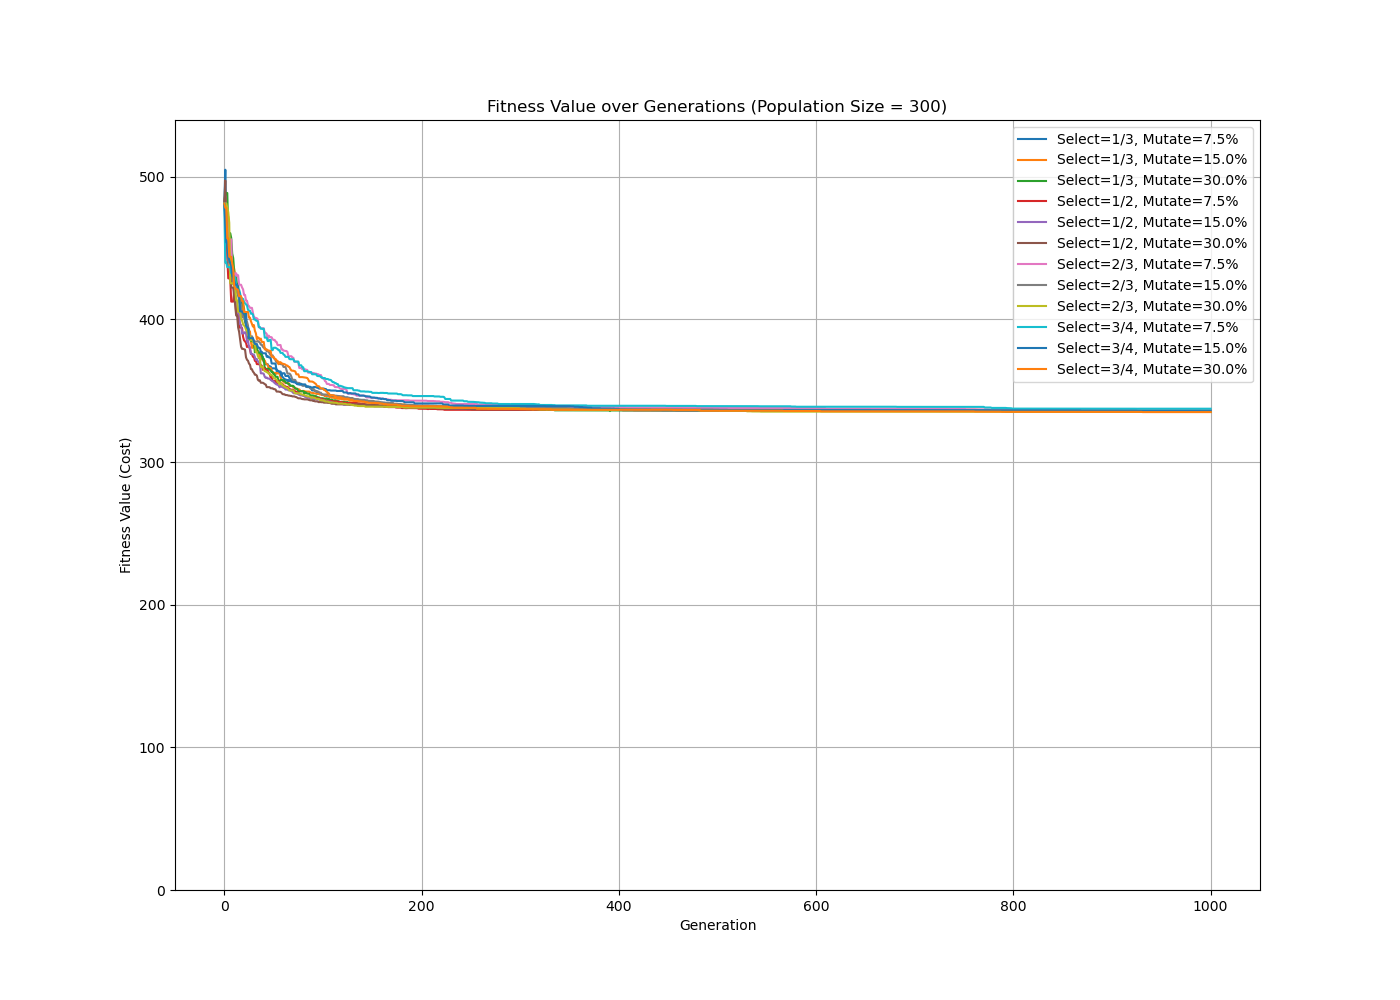 Fitness Value over Generations (Population Size = 300)
Select=1/3, Mutate=7.5%
Select=1/3, Mutate=15.0%
Select=1/3, Mutate=30.0%
Select=1/2, Mutate=7.5%
Select=1/2, Mutate=15.0%
Select=1/2, Mutate=30.0%
Select=2/3, Mutate=7.5%
Select=2/3, Mutate=15.0%
Select=2/3, Mutate=30.0%
Select=3/4, Mutate=7.5%
Select=3/4, Mutate=15.0%
Select=3/4, Mutate=30.0%
500
400
300
200
100
0
Fitness Value (Cost)
0 200 400 600 800 1000
Generation